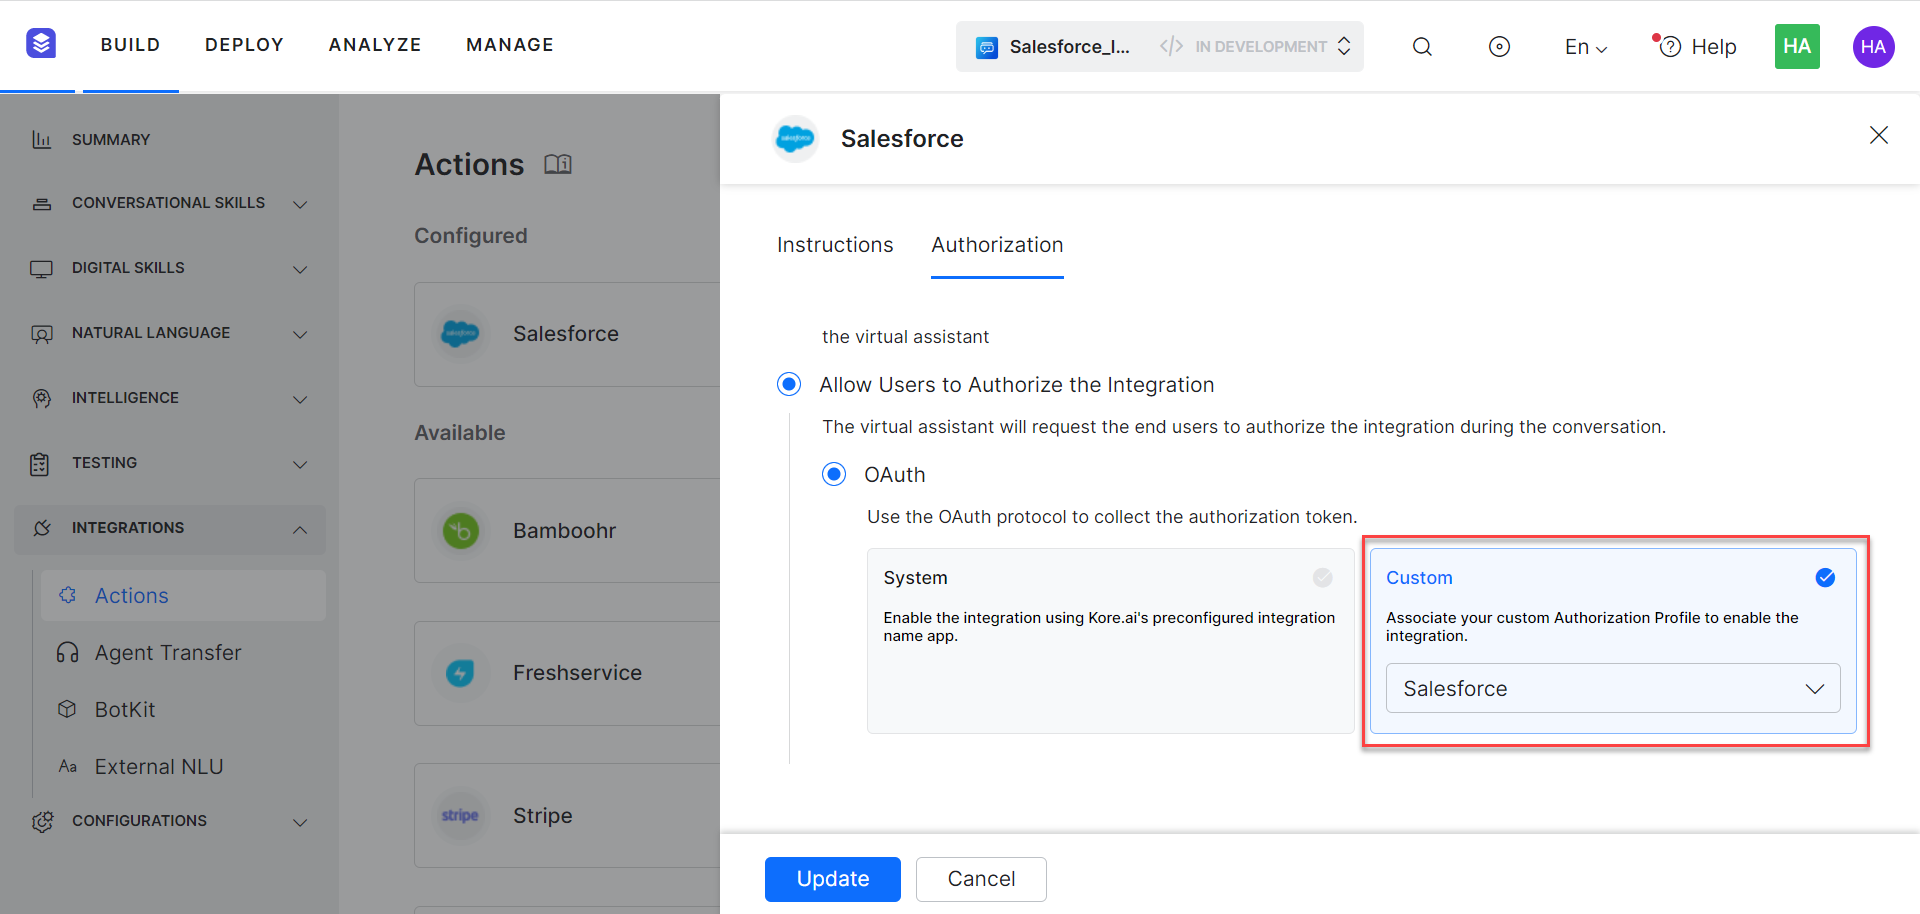 BUILD
DEPLOY
ANALYZE
MANAGE
Salesforce_I...
</> IN DEVELOPMENT
En
Help
HA
HA
SUMMARY
CONVERSATIONAL SKILLS
DIGITAL SKILLS
NATURAL LANGUAGE
INTELLIGENCE
TESTING
INTEGRATIONS
Actions
Agent Transfer
BotKit
Aa External NLU
CONFIGURATIONS
Actions
Configured
salesforce
Salesforce
Available
Bamboohr
Freshservice
stripe
Stripe
salesforce
Salesforce
Instructions
Authorization
the virtual assistant
Allow Users to Authorize the Integration
The virtual assistant will request the end users to authorize the integration during the conversation.
OAuth
Use the OAuth protocol to collect the authorization token.
System
Enable the integration using Kore.ai's preconfigured integration
name app.
Custom
Associate your custom Authorization Profile to enable the
integration.
Salesforce
Update
Cancel